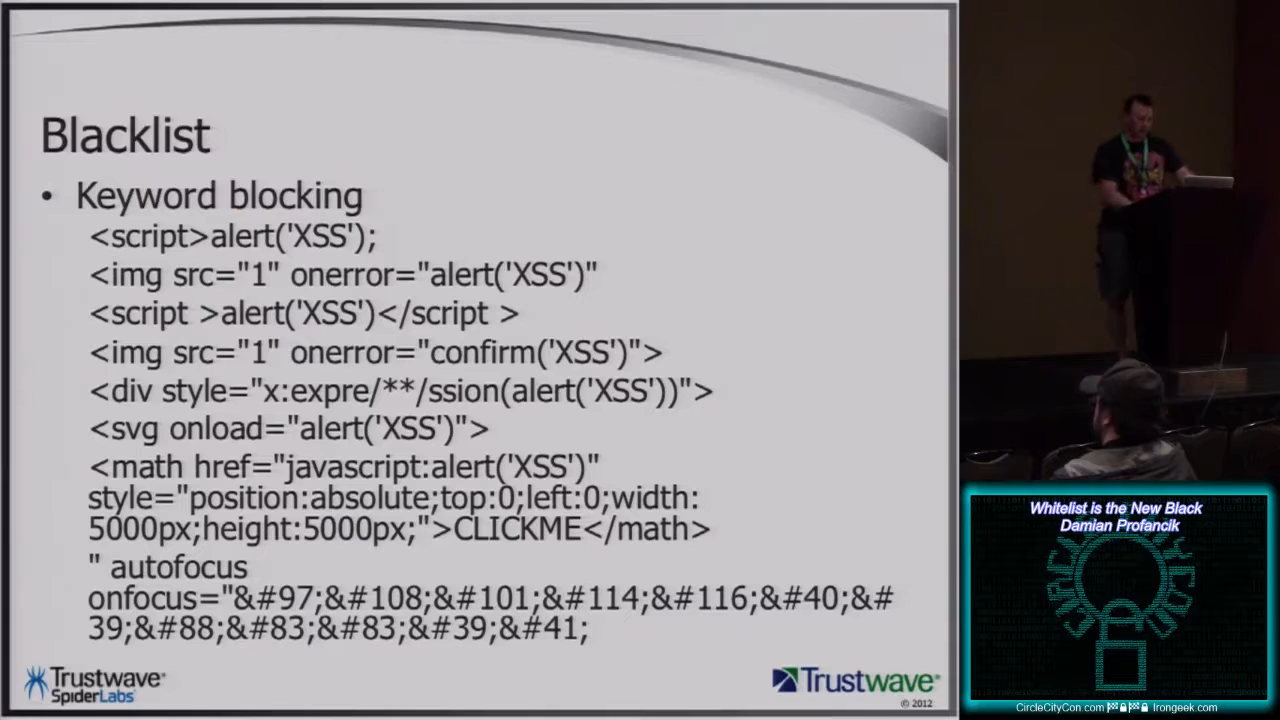 Blacklist
• Keyword blocking
<script>alert('XSS');
<img src="1" onerror="alert('XSS')"
<script >alert('XSS')</script >
<img src="1" onerror="confirm('XSS')">
<div style="x:expre/**/ssion(alert('XSS'))">
<svg onload="alert('XSS')">
<math href="javascript:alert('XSS')"
style="position:absolute;top:0;left:0;width:
5000px;height:5000px;">CLICKME</math>
" autofocus
onfocus="&#97;&#108;&#101;&#114;&#116;&#40;&#
39;&#88;&#83;&#83;&#39;&#41;
Trustwave®
SpiderLabs®
Trustwave®
© 2012
Whitelist is the New Black
Damian Profancik
CircleCityCon.com
Irongeek.com